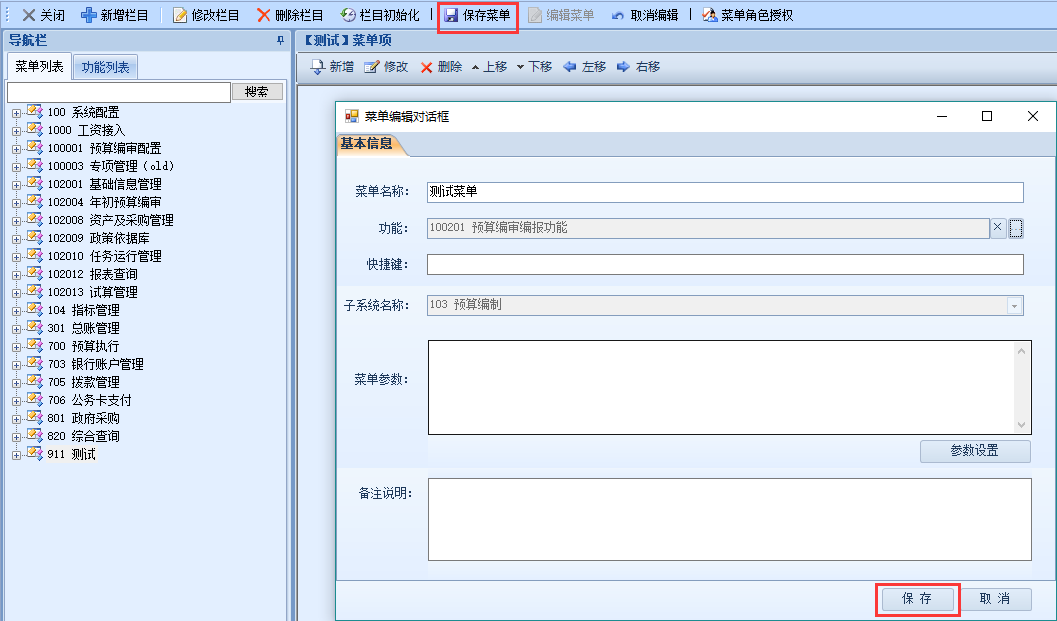 关闭 新增栏目 修改栏目 删除栏目 栏目初始化 保存菜单 编辑菜单 取消编辑 菜单角色授权
导航栏
【测试】菜单项
菜单列表 功能列表
新增 修改 删除 上移 下移 左移 右移
搜索
100 系统配置
1000 工资接入
100001 预算编审配置
100003 专项管理（old）
102001 基础信息管理
102004 年初预算编审
102008 资产及采购管理
102009 政策依据库
102010 任务运行管理
102012 报表查询
102013 试算管理
104 指标管理
301 总账管理
700 预算执行
703 银行账户管理
705 拨款管理
706 公务卡支付
801 政府采购
820 综合查询
911 测试
菜单编辑对话框
基本信息
菜单名称： 测试菜单
功能： 100201 预算编审编报功能
快捷键：
子系统名称： 103 预算编制
菜单参数：
参数设置
备注说明：
保 存 取 消